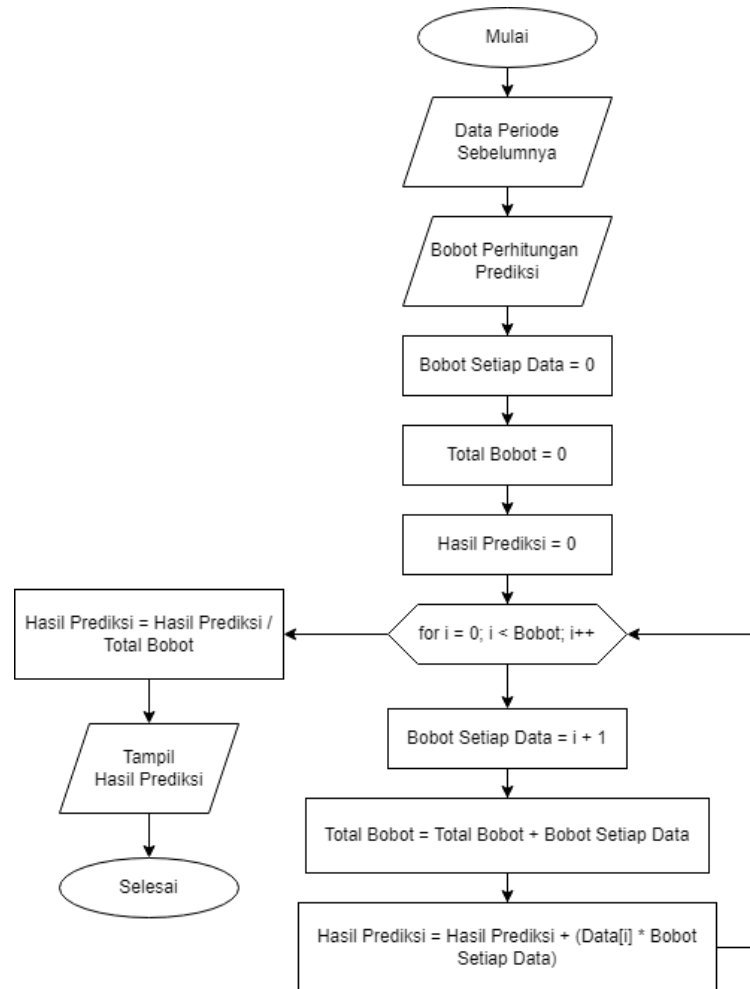 Mulai
Data Periode
Sebelumnya
Bobot Perhitungan
Prediksi
Bobot Setiap Data = 0
Total Bobot = 0
Hasil Prediksi = 0
for i = 0; i < Bobot; i++
Bobot Setiap Data = i + 1
Total Bobot = Total Bobot + Bobot Setiap Data
Hasil Prediksi = Hasil Prediksi + (Data[i] * Bobot
Setiap Data)
Hasil Prediksi = Hasil Prediksi /
Total Bobot
Tampil
Hasil Prediksi
Selesai